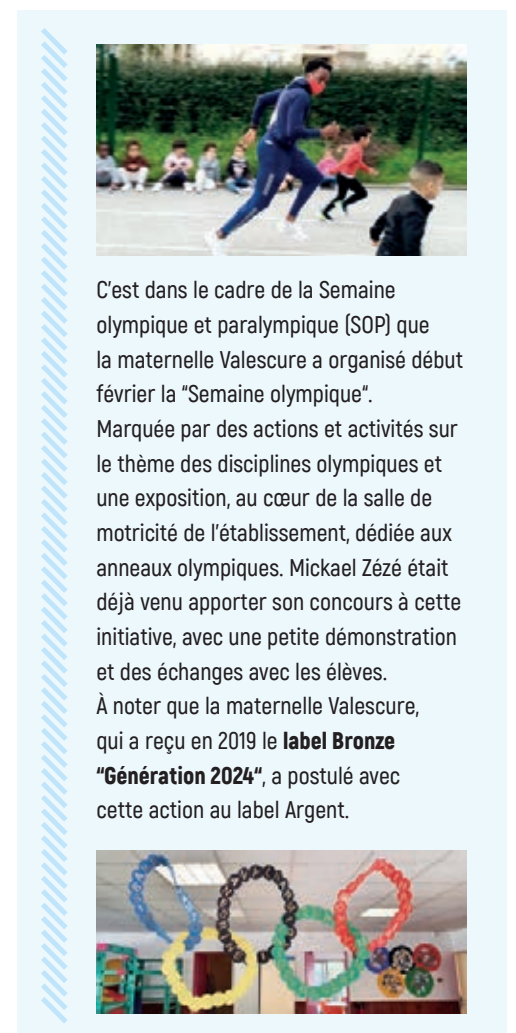 C'est dans le cadre de la Semaine
olympique et paralympique (SOP) que
la maternelle Valescure a organisé début
février la “Semaine olympique“.
Marquée par des actions et activités sur
le thème des disciplines olympiques et
une exposition, au cœur de la salle de
motricité de l'établissement, dédiée aux
anneaux olympiques. Mickael Zézé était
déjà venu apporter son concours à cette
initiative, avec une petite démonstration
et des échanges avec les élèves.
À noter que la maternelle Valescure,
qui a reçu en 2019 le label Bronze
“Génération 2024“, a postulé avec
cette action au label Argent.